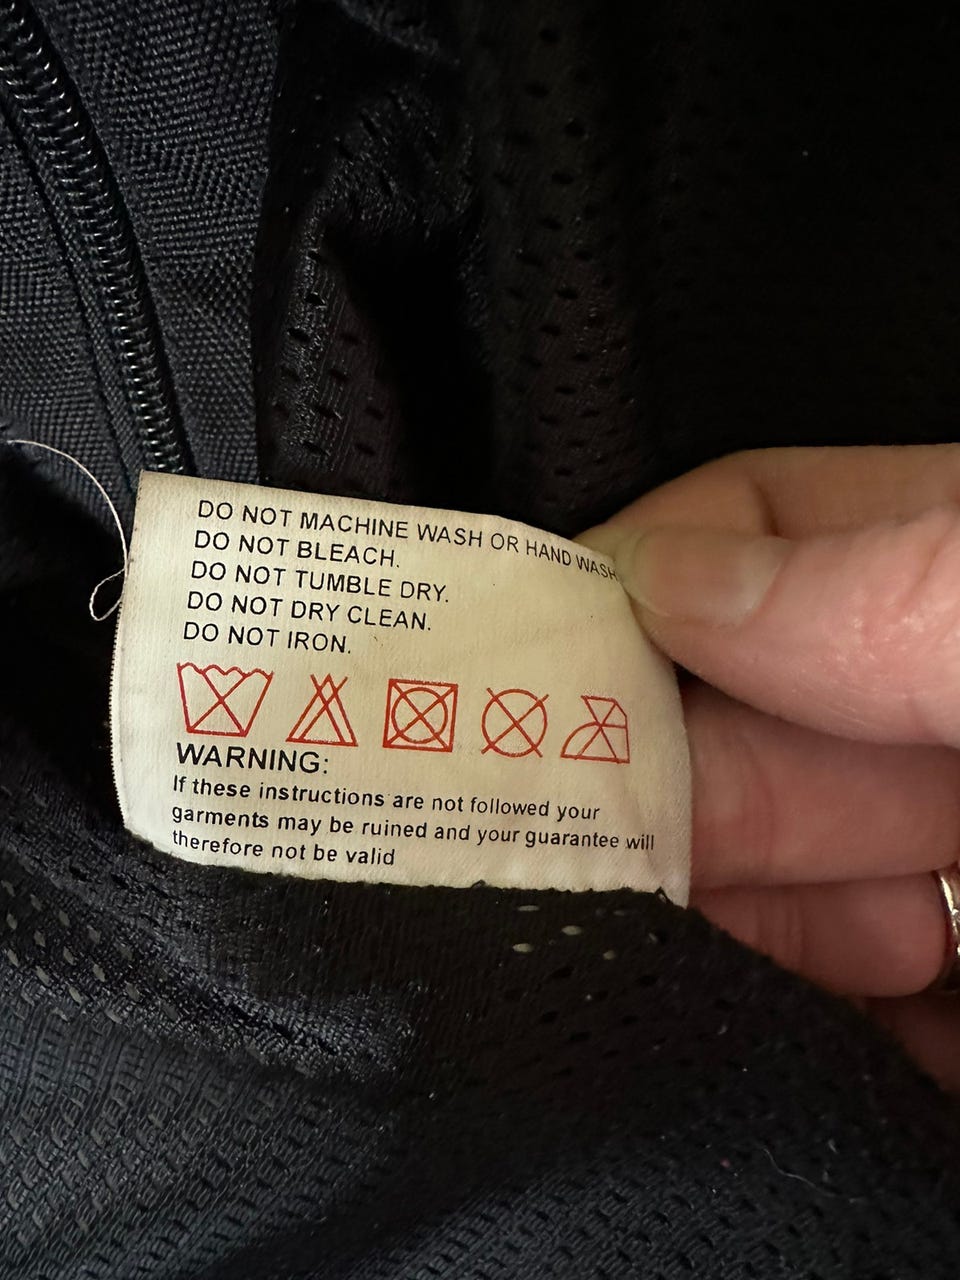 DO NOT MACHINE WASH OR HAND WASH
DO NOT BLEACH.
DO NOT TUMBLE DRY.
DO NOT DRY CLEAN.
DO NOT IRON.
WARNING:
If these instructions are not followed your
garments may be ruined and your guarantee will
therefore not be valid